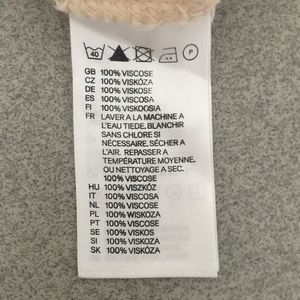 40 P
GB 100% VISCOSE
CZ 100% VISKÓZA
DE 100% VISKOSE
ES 100% VISCOSA
FI 100% VISKOOSIA
FR LAVER A LA MACHINE A
L'EAU TIEDE. BLANCHIR
SANS CHLORE SI
NÉCESSAIRE. SÉCHER À
L'AIR. REPASSER A
TEMPÉRATURE MOYENNE.
OU NETTOYAGE A SEC.
100% VISCOSE
HU 100% VISZKÓZ
IT 100% VISCOSA
NL 100% VISCOSE
PL 100% WISKOZA
PT 100% VISCOSE
SE 100% VISKOS
SI 100% VISKOZA
SK 100% VISKÓZA